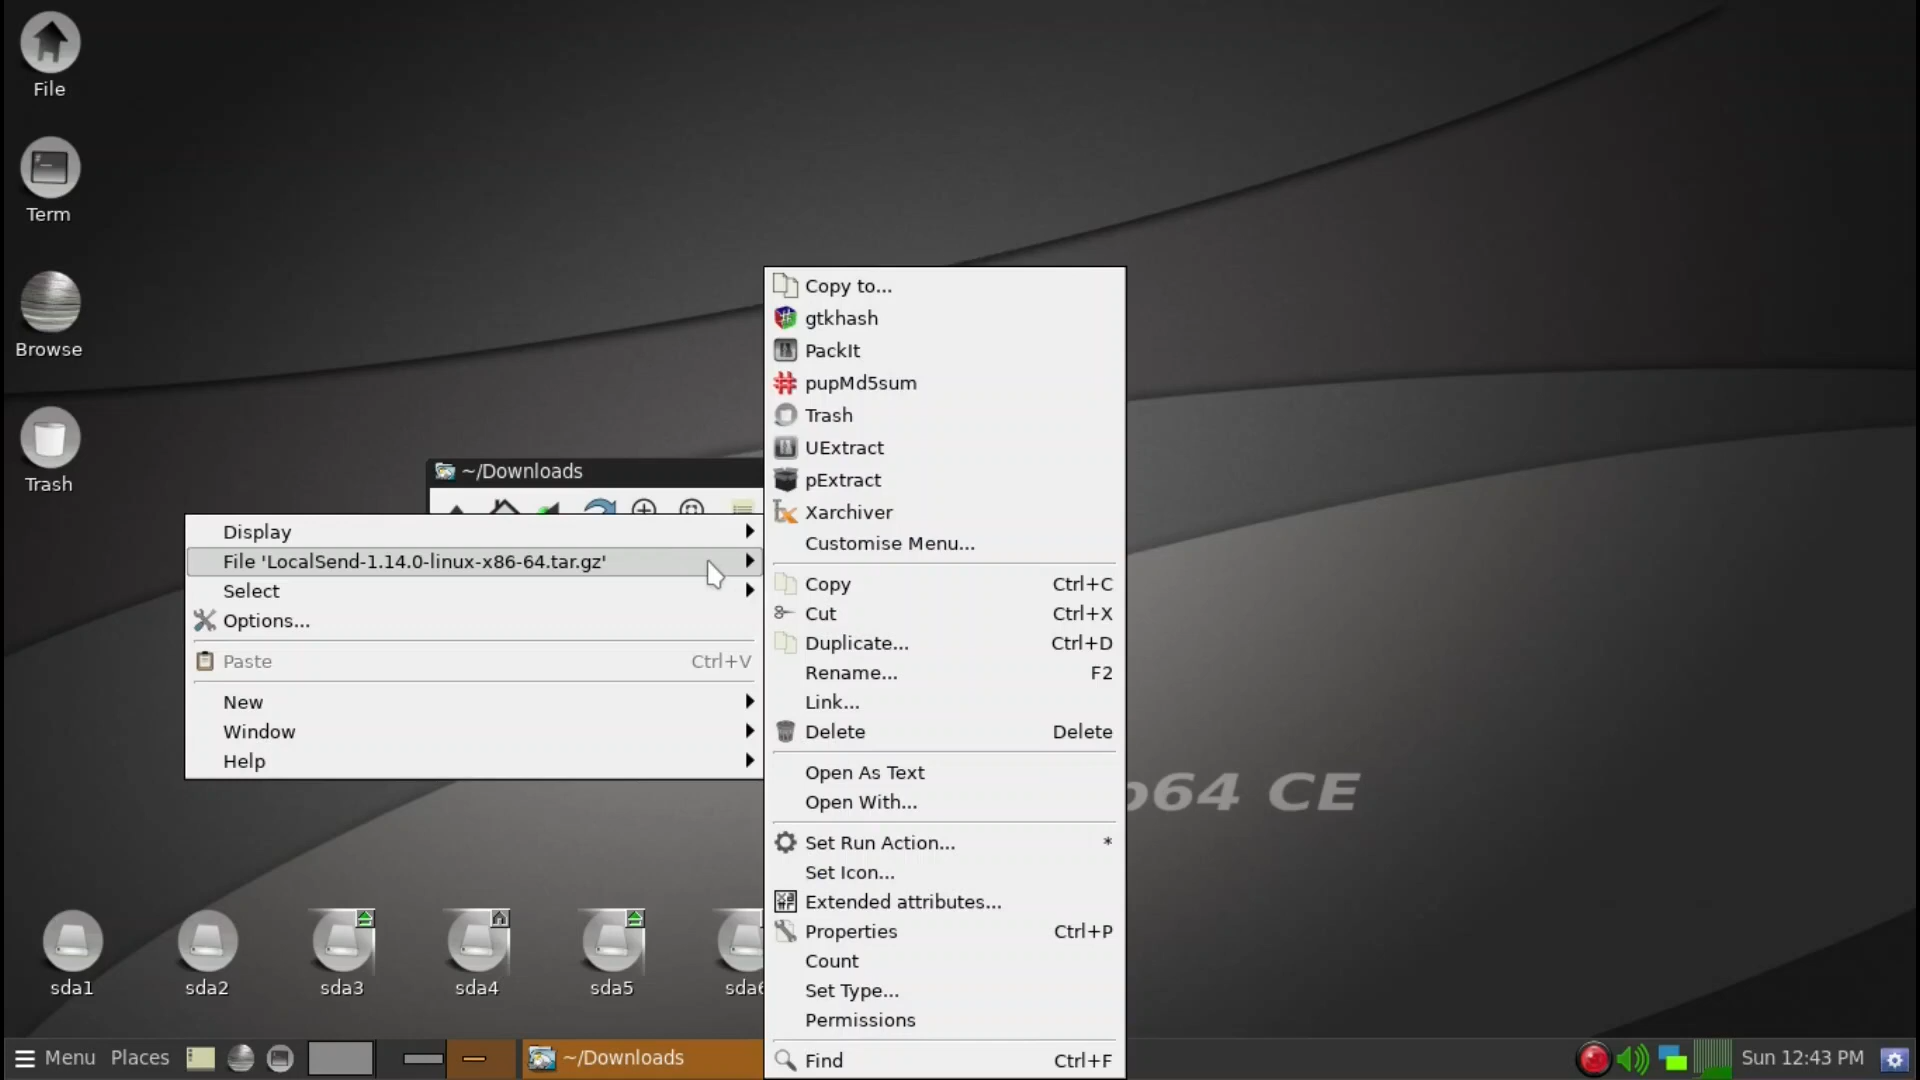 File
Term
Browse
Trash
~/Downloads
Display
File 'LocalSend-1.14.0-linux-x86-64.tar.gz'
Select
Options...
Paste Ctrl+V
New
Window
Help
Copy to...
gtkhash
PackIt
pupMd5sum
Trash
UExtract
pExtract
Xarchiver
Customise Menu...
Copy Ctrl+C
Cut Ctrl+X
Duplicate... Ctrl+D
Rename... F2
Link...
Delete Delete
Open As Text
Open With...
Set Run Action... *
Set Icon...
Extended attributes...
Properties Ctrl+P
Count
Set Type...
Permissions
Find Ctrl+F
64 CE
sda1
sda2
sda3
sda4
sda5
Menu
Places
~/Downloads
Sun 12:43 PM